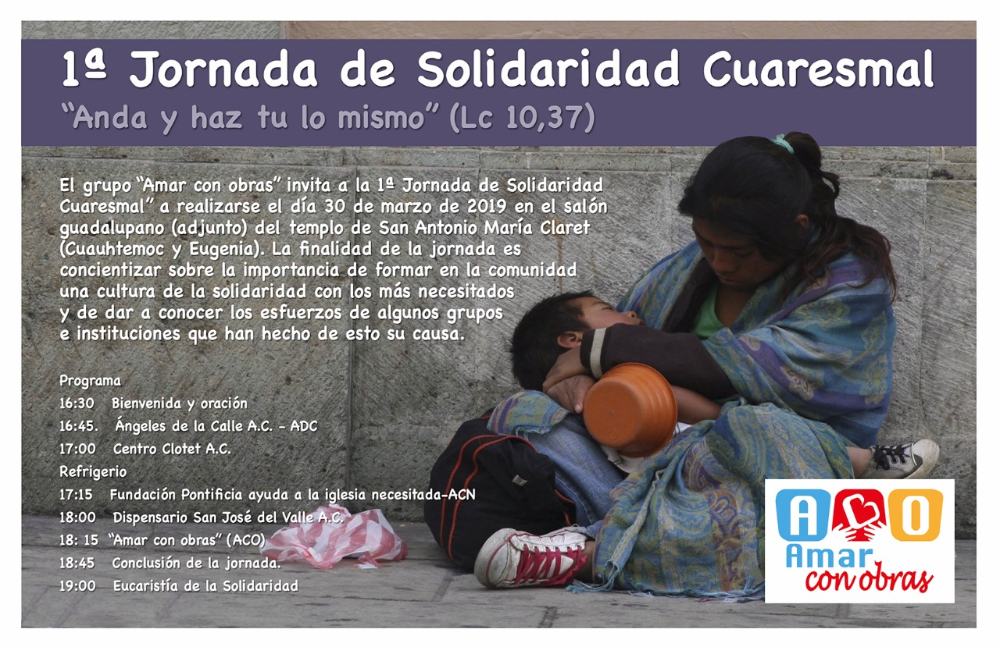 1ª Jornada de Solidaridad Cuaresmal
“Anda y haz tu lo mismo” (Lc 10,37)
El grupo “Amar con obras” invita a la 1ª Jornada de Solidaridad
Cuaresmal” a realizarse el día 30 de marzo de 2019 en el salón
guadalupano (adjunto) del templo de San Antonio María Claret
(Cuauhtemoc y Eugenia). La finalidad de la jornada es
concientizar sobre la importancia de formar en la comunidad
una cultura de la solidaridad con los más necesitados
y de dar a conocer los esfuerzos de algunos grupos
e instituciones que han hecho de esto su causa.
Programa
16:30 Bienvenida y oración
16:45. Ángeles de la Calle A.C. - ADC
17:00 Centro Clotet A.C.
Refrigerio
17:15 Fundación Pontificia ayuda a la iglesia necesitada-ACN
18:00 Dispensario San José del Valle A.C.
18: 15 “Amar con obras” (ACO)
18:45 Conclusión de la jornada.
19:00 Eucaristía de la Solidaridad
ACO
Amar
con obras